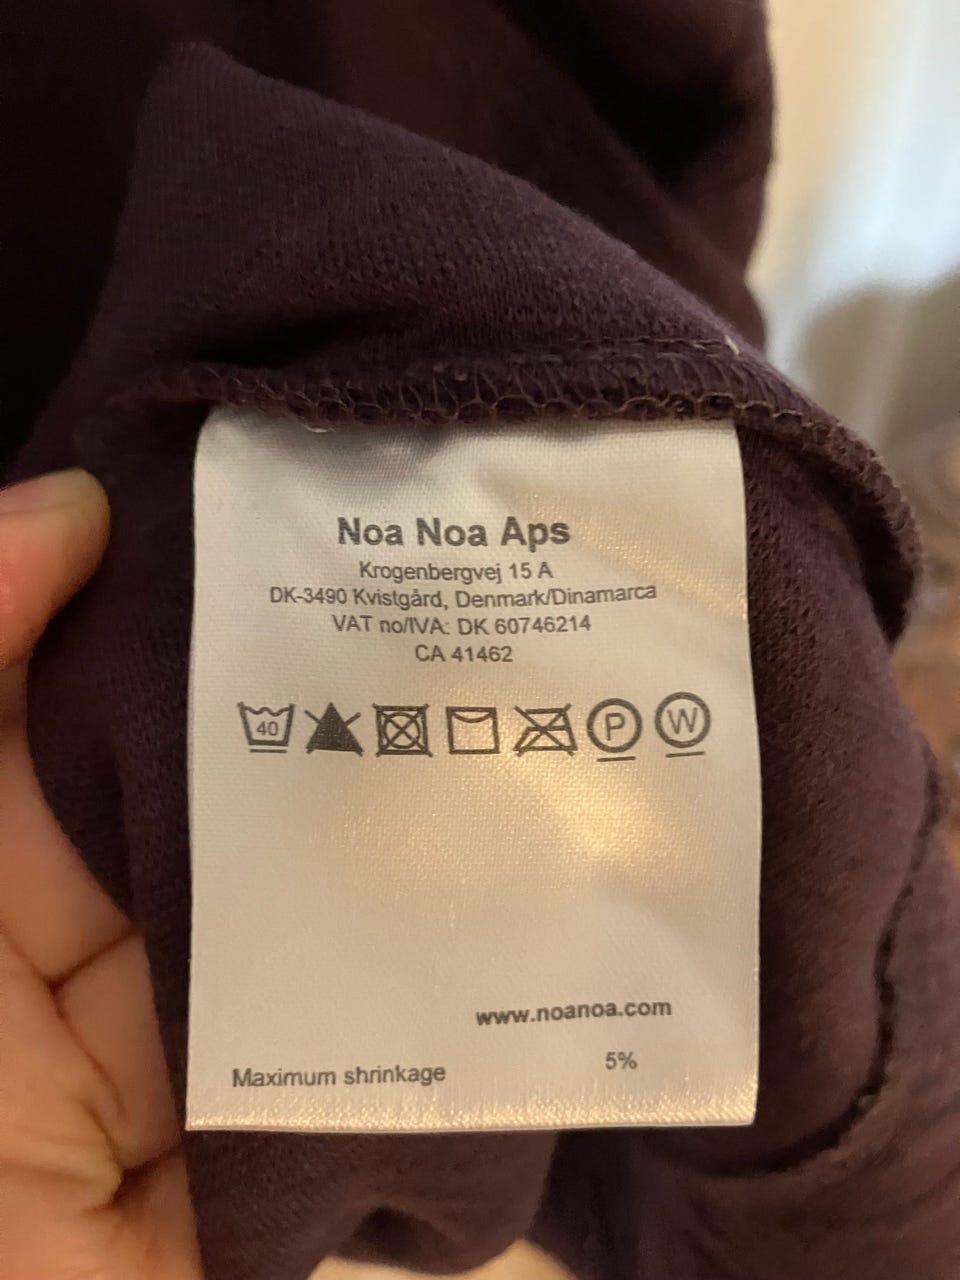 Noa Noa Aps
Krogenbergvej 15 A
DK-3490 Kvistgård, Denmark/Dinamarca
VAT no/IVA: DK 60746214
CA 41462
40 P W
www.noanoa.com
Maximum shrinkage 5%